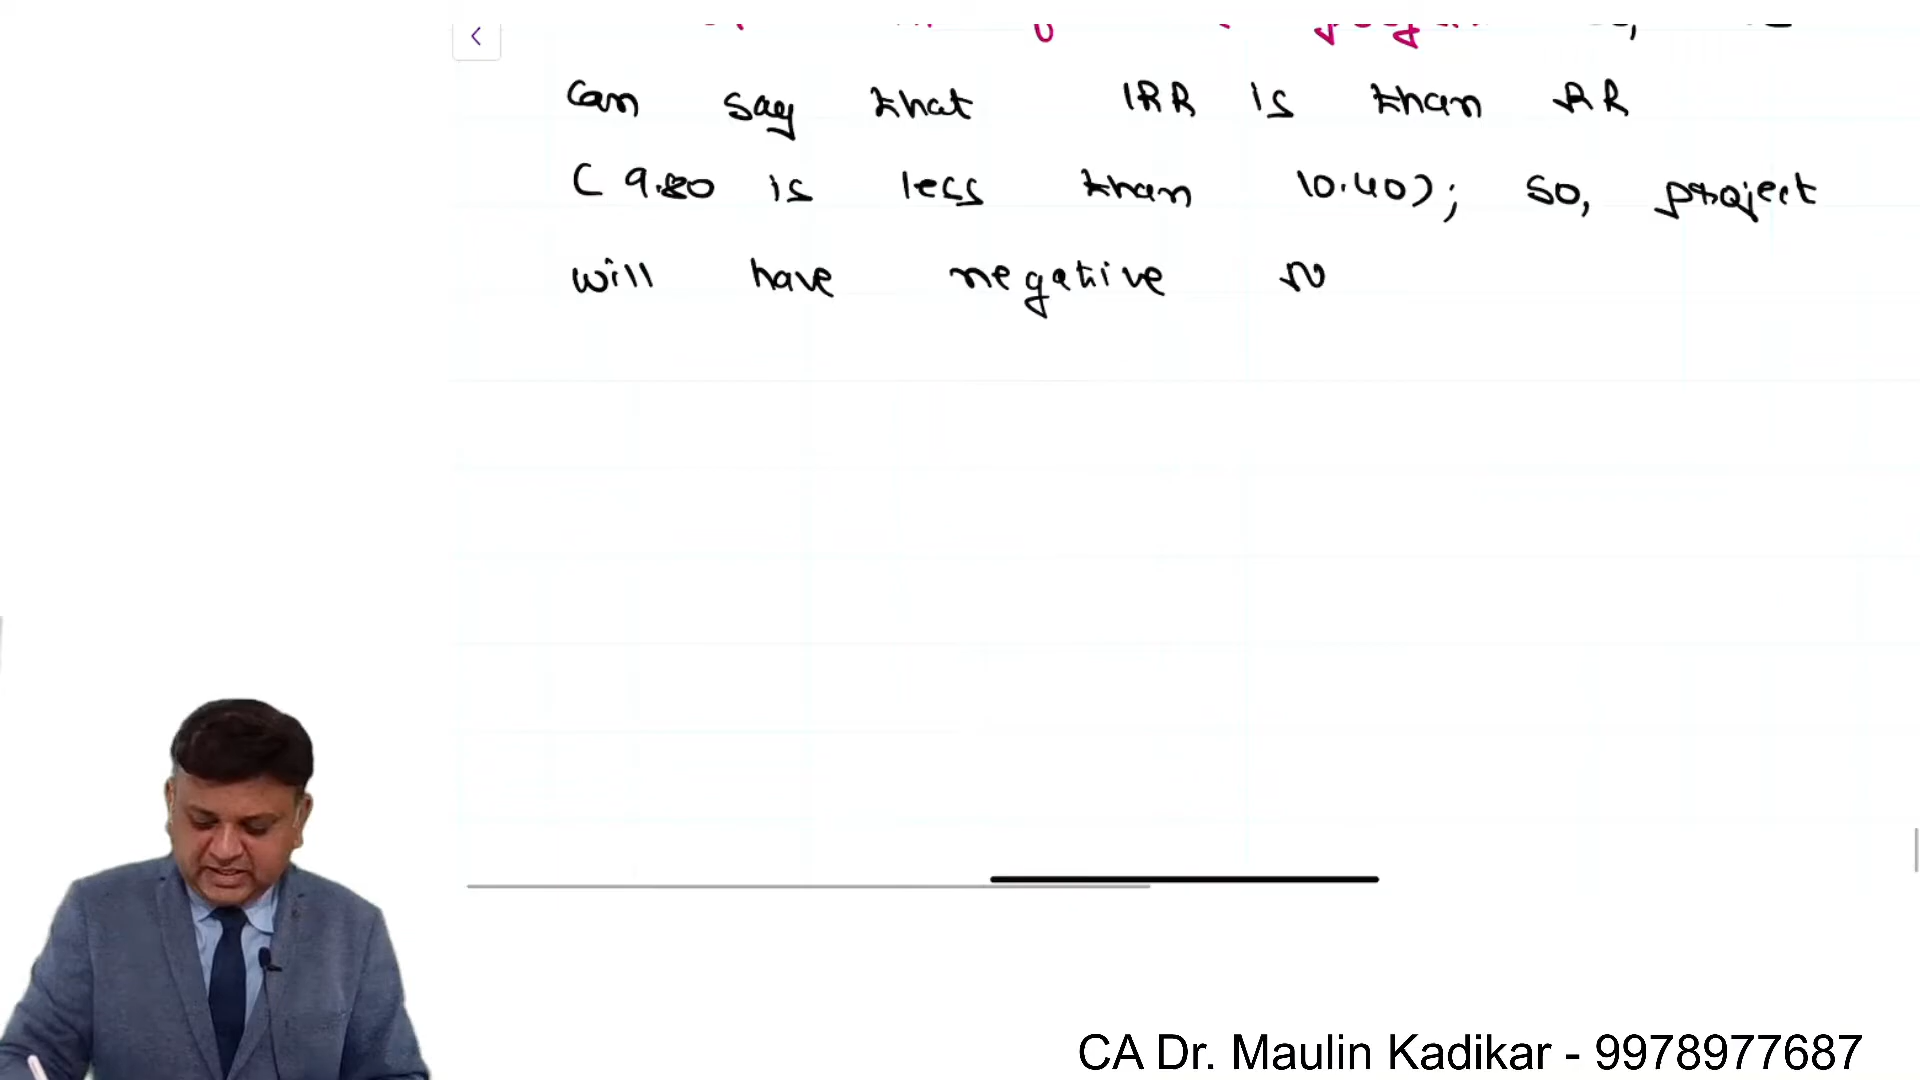 can say that IRR is than RR
( 9.80 is less than 10.40); so, project
will have negative N
CA Dr. Maulin Kadikar - 9978977687